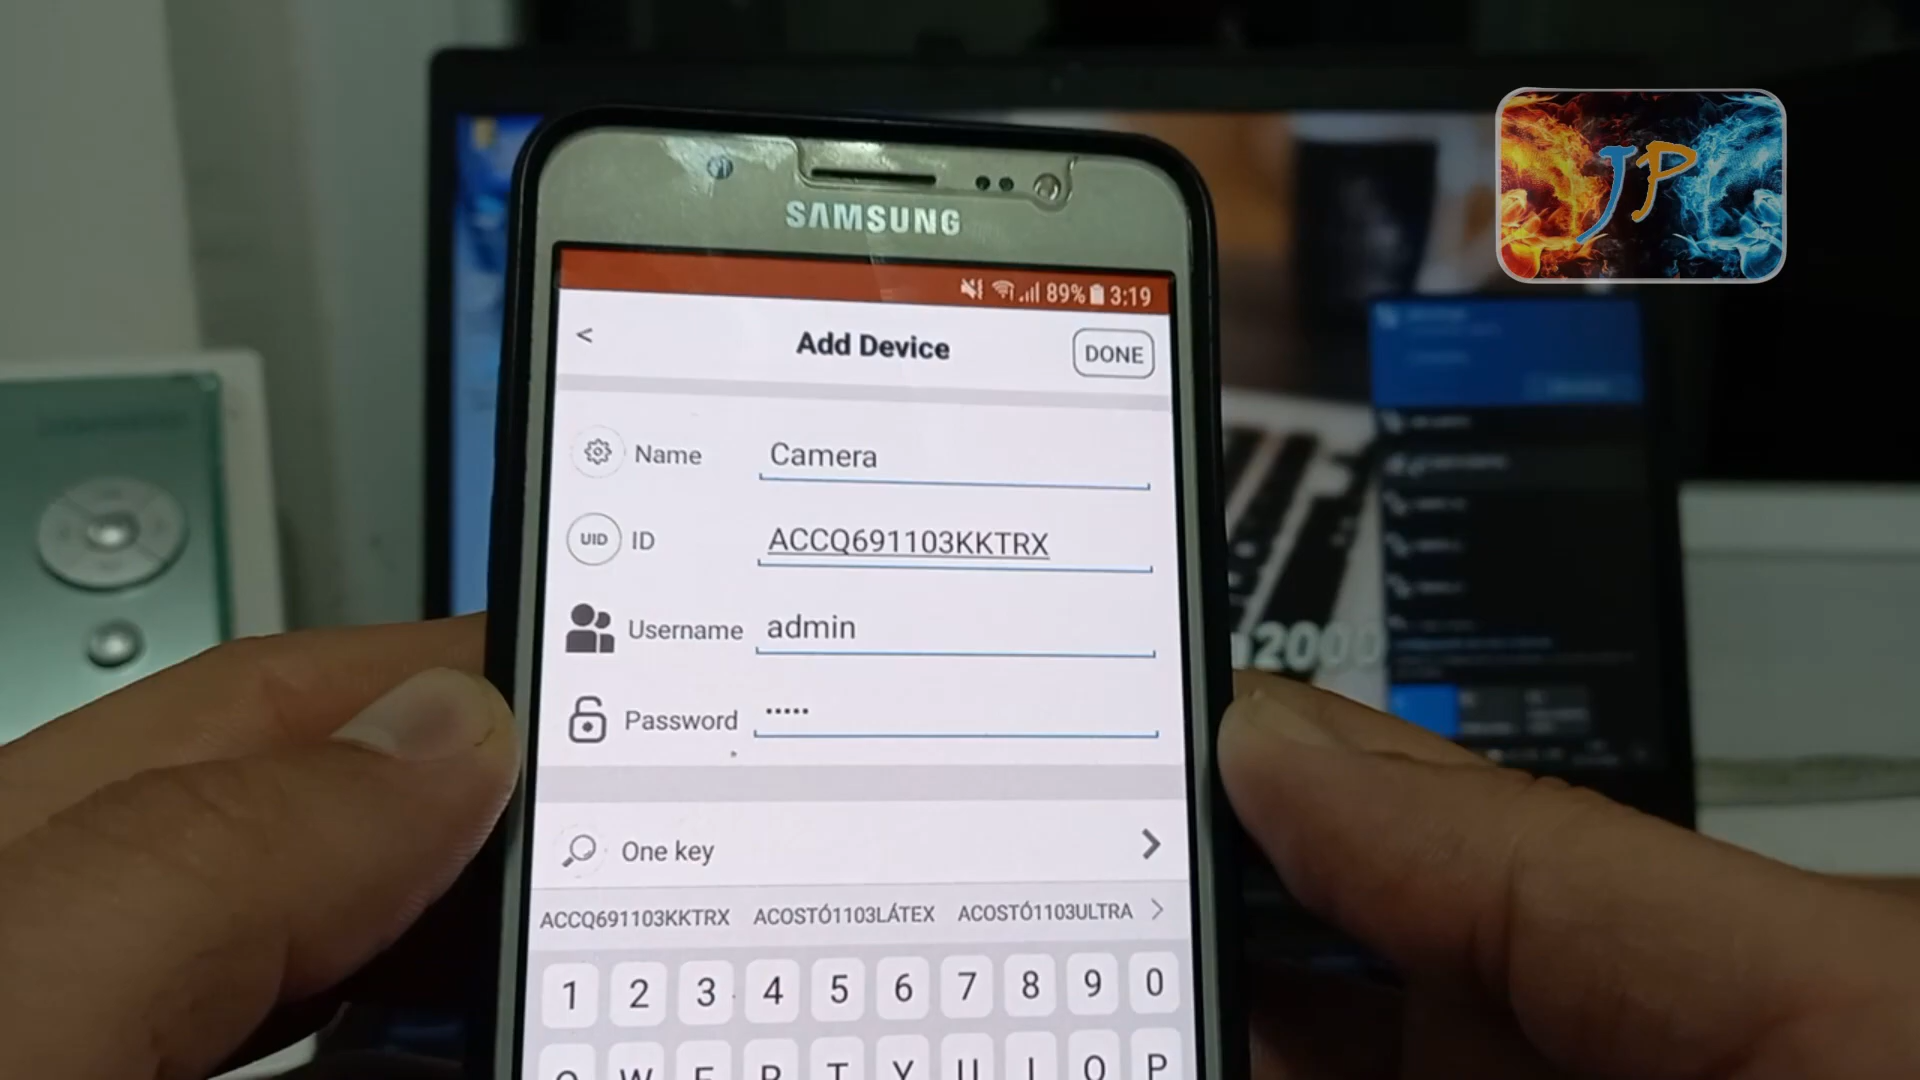 JP
SAMSUNG
89% 3:19
< Add Device DONE
Name Camera
UID ID ACCQ691103KKTRX
Username admin
Password •••••
One key >
ACCQ691103KKTRX ACOSTÓ1103LÁTEX ACOSTÓ1103ULTRA >
1 2 3 4 5 6 7 8 9 0
Q W E R T Y U I O P
2000